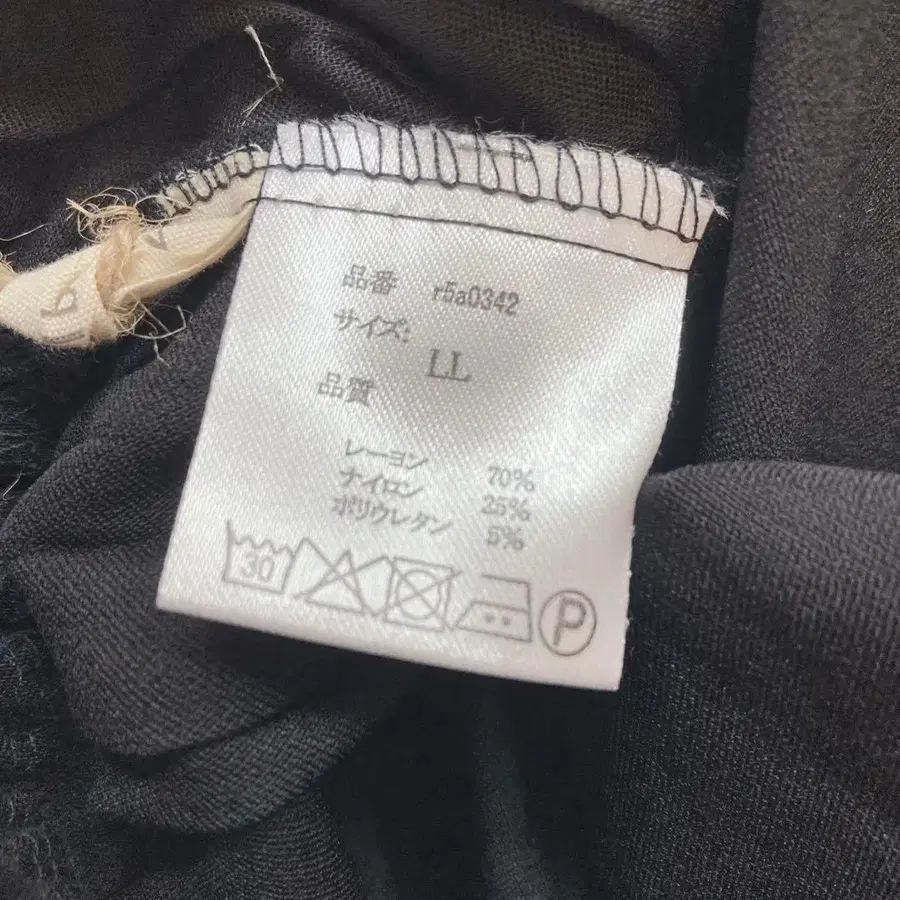 品番 r5a0342
サイズ:
LL
品質
レーヨン 70%
ナイロン 25%
ポリウレタン 5%
30
P